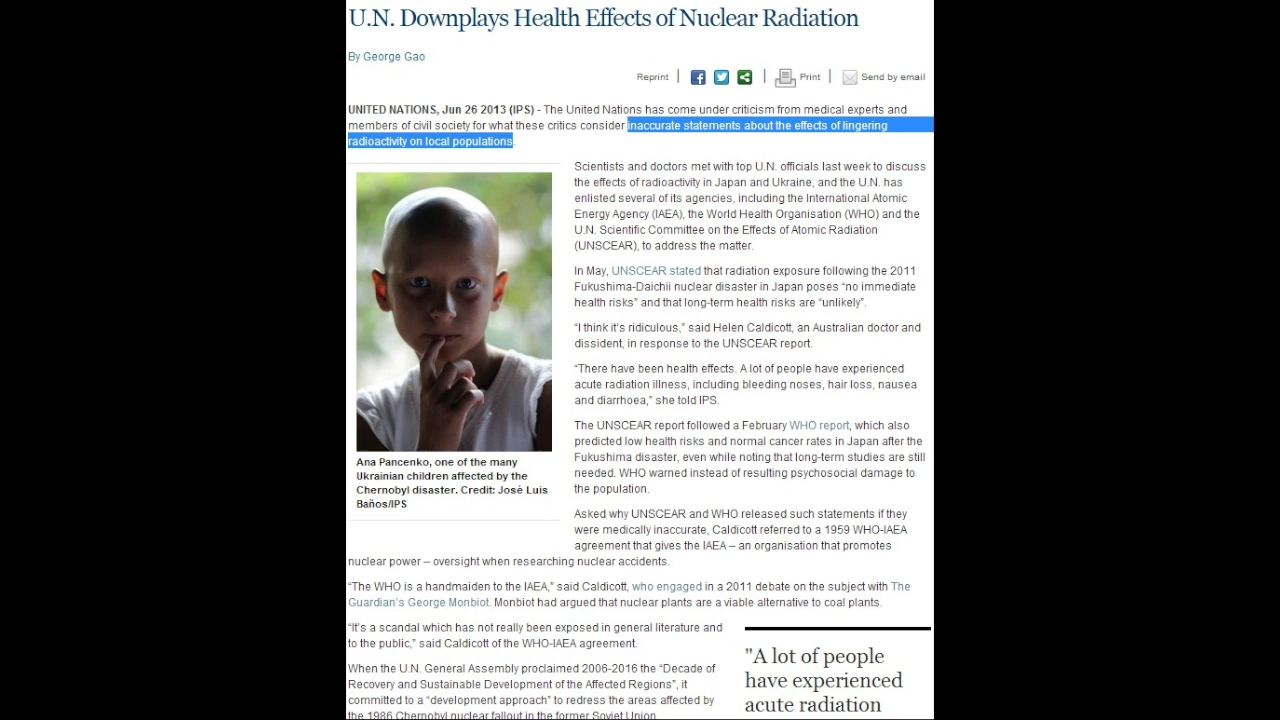 U.N. Downplays Health Effects of Nuclear Radiation
By George Gao
Reprint | | Print | Send by email
UNITED NATIONS, Jun 26 2013 (IPS) - The United Nations has come under criticism from medical experts and
members of civil society for what these critics consider inaccurate statements about the effects of lingering
radioactivity on local populations.
Scientists and doctors met with top U.N. officials last week to discuss
the effects of radioactivity in Japan and Ukraine, and the U.N. has
enlisted several of its agencies, including the International Atomic
Energy Agency (IAEA), the World Health Organisation (WHO) and the
U.N. Scientific Committee on the Effects of Atomic Radiation
(UNSCEAR), to address the matter.
In May, UNSCEAR stated that radiation exposure following the 2011
Fukushima-Daichii nuclear disaster in Japan poses “no immediate
health risks” and that long-term health risks are “unlikely”.
“I think it’s ridiculous,” said Helen Caldicott, an Australian doctor and
dissident, in response to the UNSCEAR report.
“There have been health effects. A lot of people have experienced
acute radiation illness, including bleeding noses, hair loss, nausea
and diarrhoea,” she told IPS.
The UNSCEAR report followed a February WHO report, which also
predicted low health risks and normal cancer rates in Japan after the
Fukushima disaster, even while noting that long-term studies are still
needed. WHO warned instead of resulting psychosocial damage to
the population.
Ana Pancenko, one of the many
Ukrainian children affected by the
Chernobyl disaster. Credit: José Luis
Baños/IPS
Asked why UNSCEAR and WHO released such statements if they
were medically inaccurate, Caldicott referred to a 1959 WHO-IAEA
agreement that gives the IAEA – an organisation that promotes
nuclear power – oversight when researching nuclear accidents.
“The WHO is a handmaiden to the IAEA,” said Caldicott, who engaged in a 2011 debate on the subject with The
Guardian’s George Monbiot. Monbiot had argued that nuclear plants are a viable alternative to coal plants.
“It’s a scandal which has not really been exposed in general literature and
to the public,” said Caldicott of the WHO-IAEA agreement.
When the U.N. General Assembly proclaimed 2006-2016 the “Decade of
Recovery and Sustainable Development of the Affected Regions”, it
committed to a “development approach” to redress the areas affected by
the 1986 Chernobyl nuclear fallout in the former Soviet Union.
"A lot of people
have experienced
acute radiation